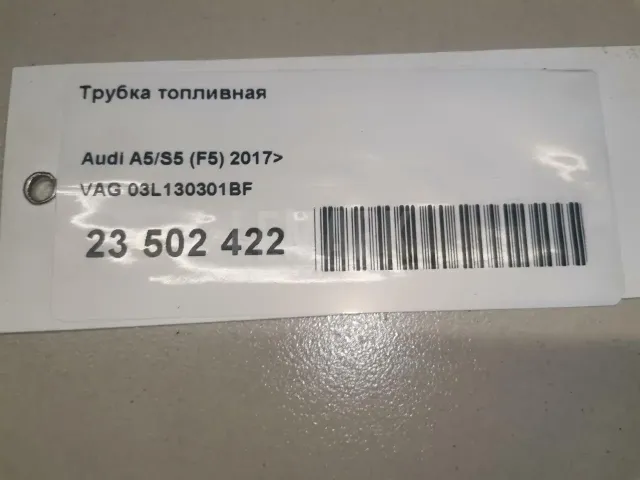 Трубка топливная
Audi A5/S5 (F5) 2017>
VAG 03L130301BF
23 502 422